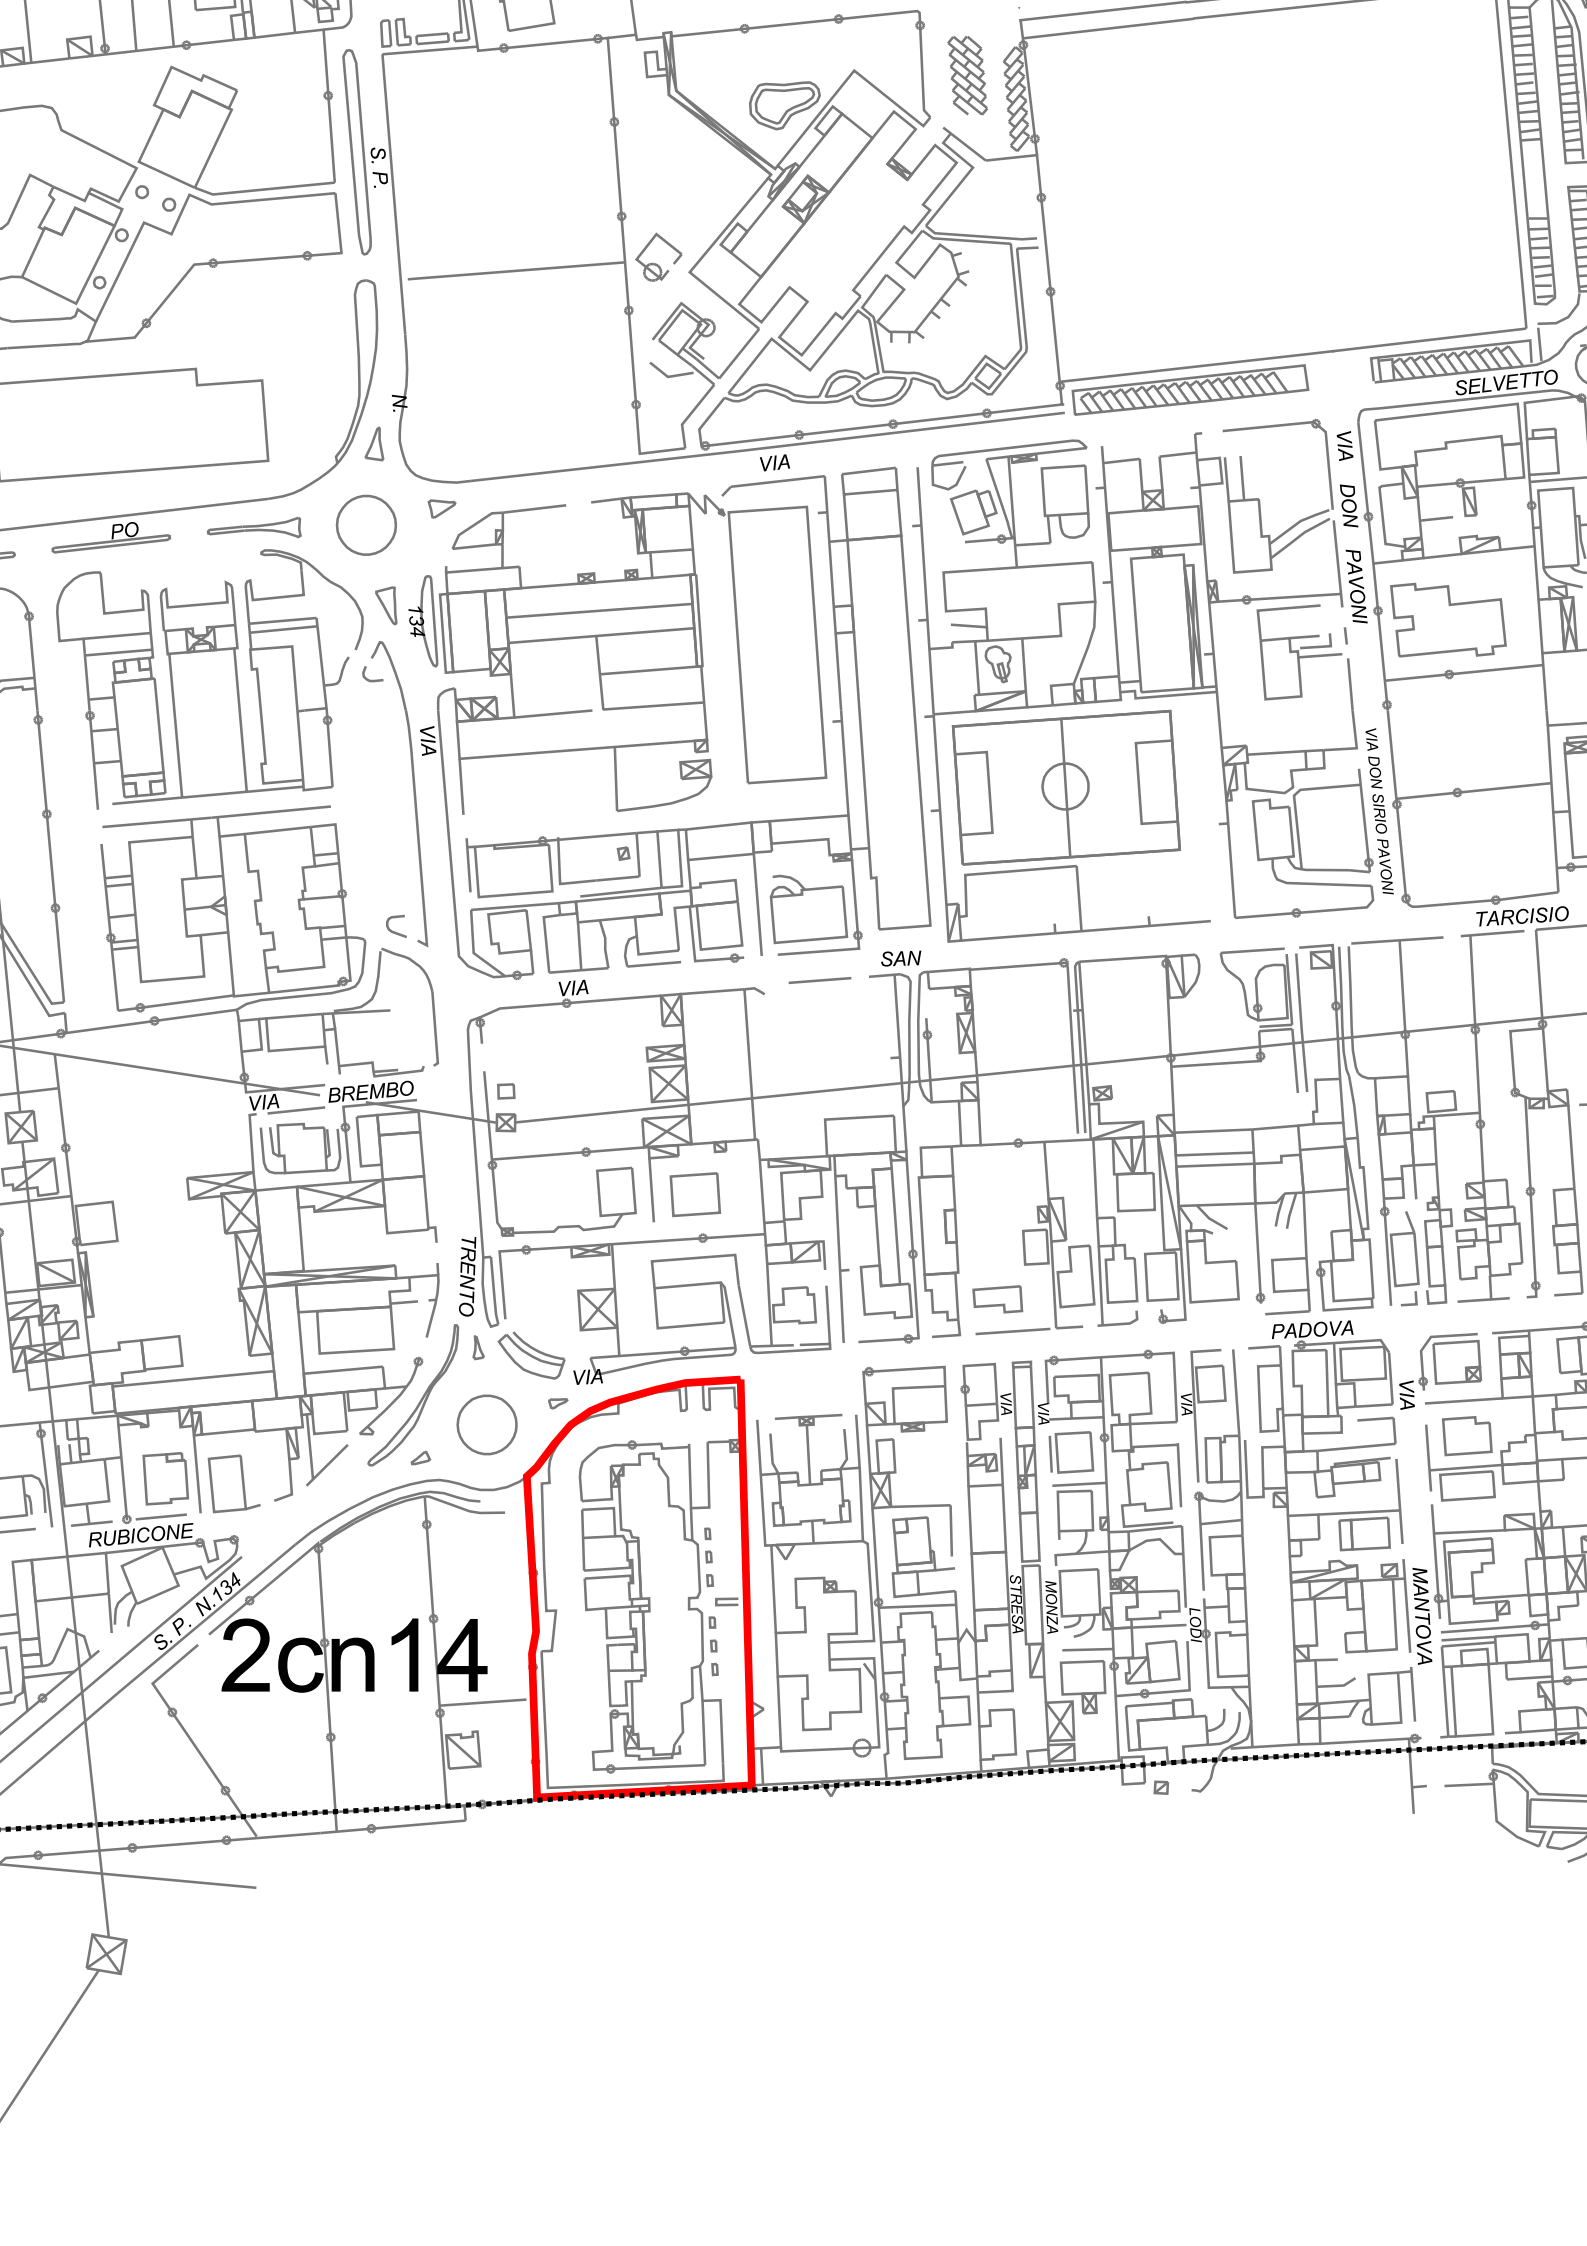 S. P.
N.
SELVETTO
VIA
VIA DON PAVONI
PO
134
VIA
VIA DON SIRIO PAVONI
TARCISIO
SAN
VIA
BREMBO
VIA
TRENTO
PADOVA
VIA
VIA
VIA
VIA
VIA
RUBICONE
S. P. N.134
STRESA
MONZA
LODI
MANTOVA
2cn14